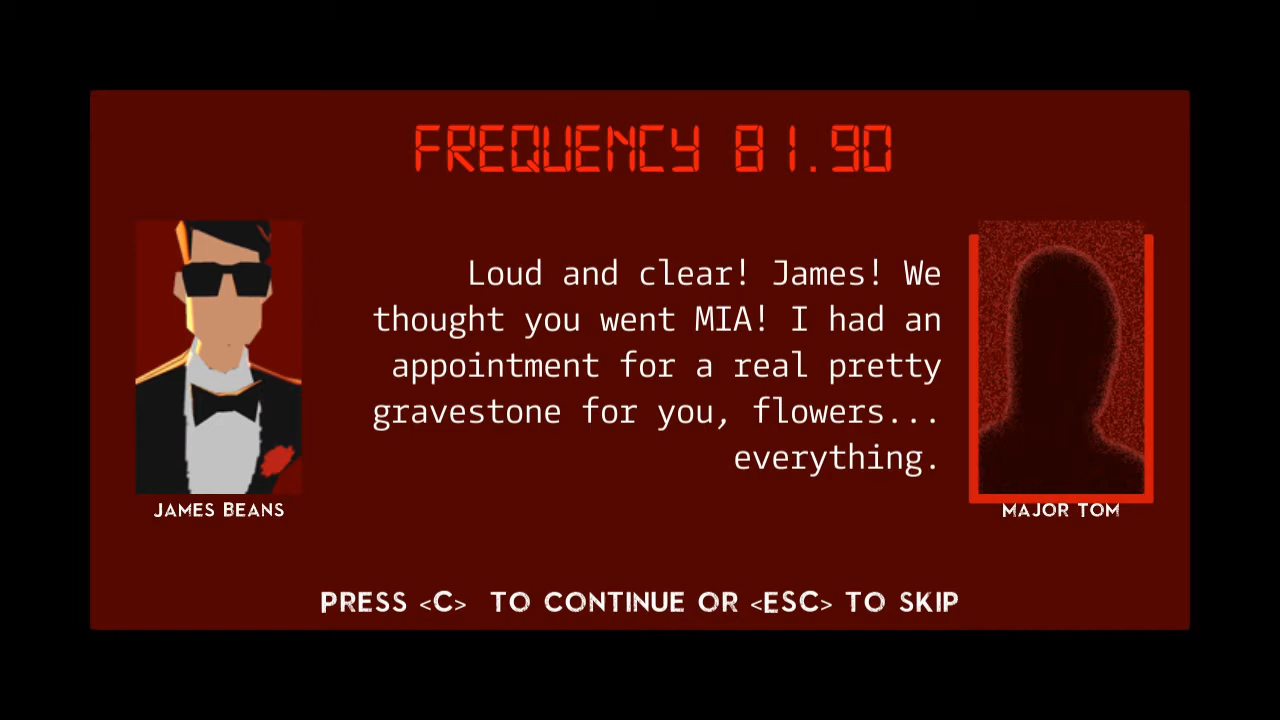 FREQUENCY 81.90
Loud and clear! James! We
thought you went MIA! I had an
appointment for a real pretty
gravestone for you, flowers...
everything.
JAMES BEANS
MAJOR TOM
PRESS <C> TO CONTINUE OR <ESC> TO SKIP